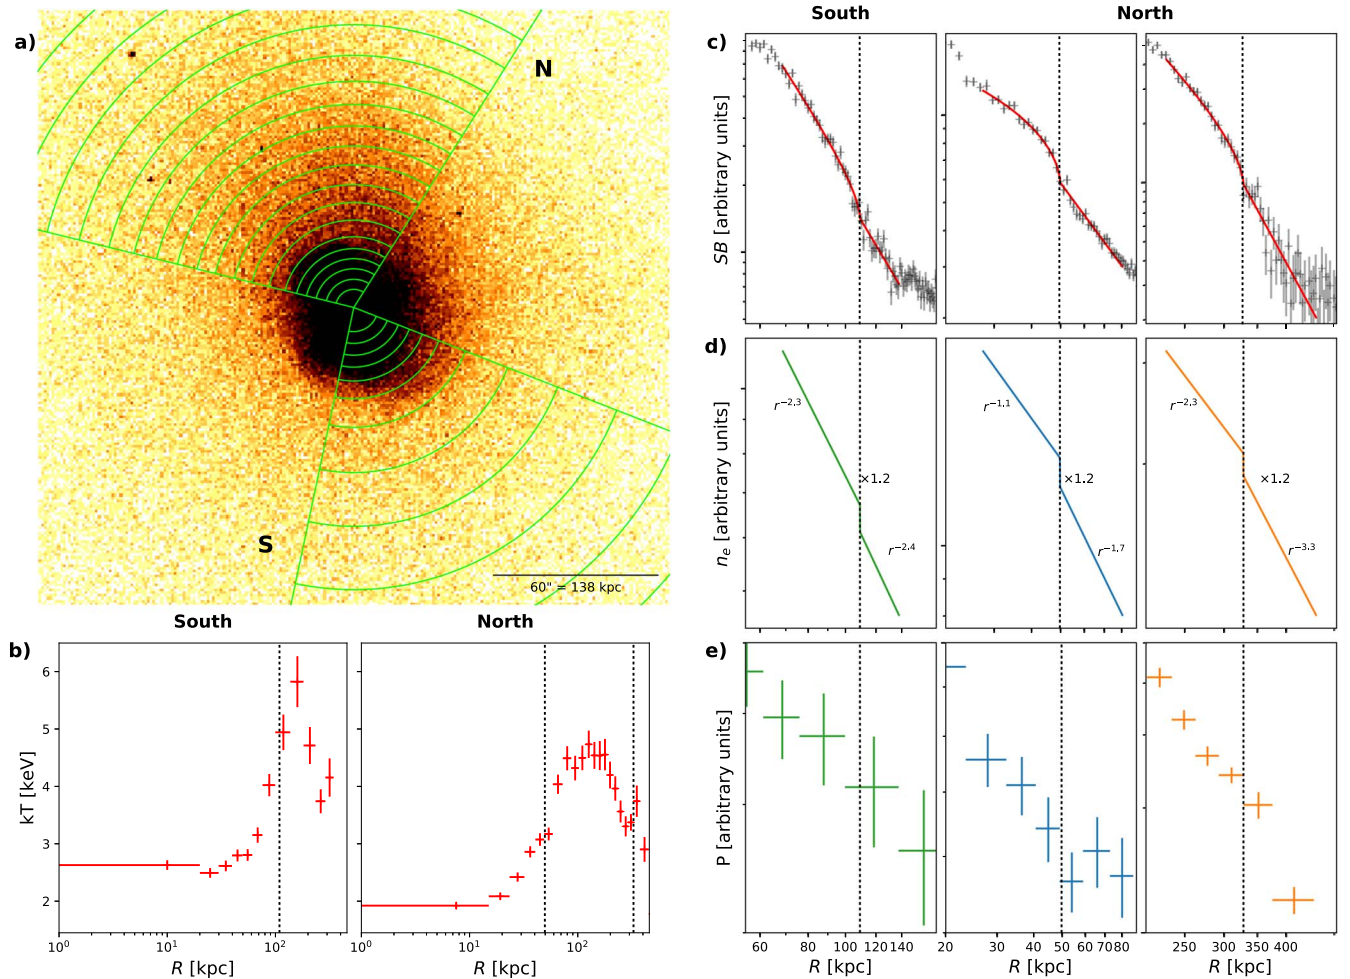 South
North
a)
N
S
60" = 138 kpc
c)
SB [arbitrary units]
d)
n_e [arbitrary units]
r^−2.3
×1.2
r^−2.4
r^−1.1
×1.2
r^−1.7
r^−2.3
×1.2
r^−3.3
South
North
b)
kT [keV]
6
5
4
3
2
10^0
10^1
10^2
10^0
10^1
10^2
R [kpc]
R [kpc]
e)
P [arbitrary units]
60 80 100 120 140
20 30 40 50 60 70 80
250 300 350 400
R [kpc]
R [kpc]
R [kpc]